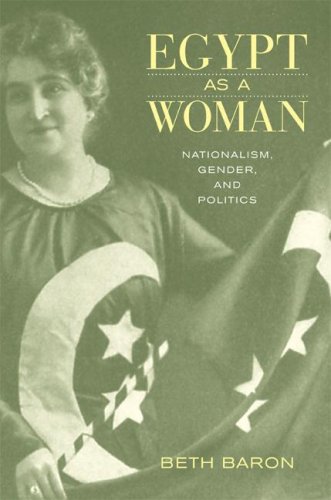 EGYPT
AS A
WOMAN
NATIONALISM,
GENDER,
AND
POLITICS
BETH BARON